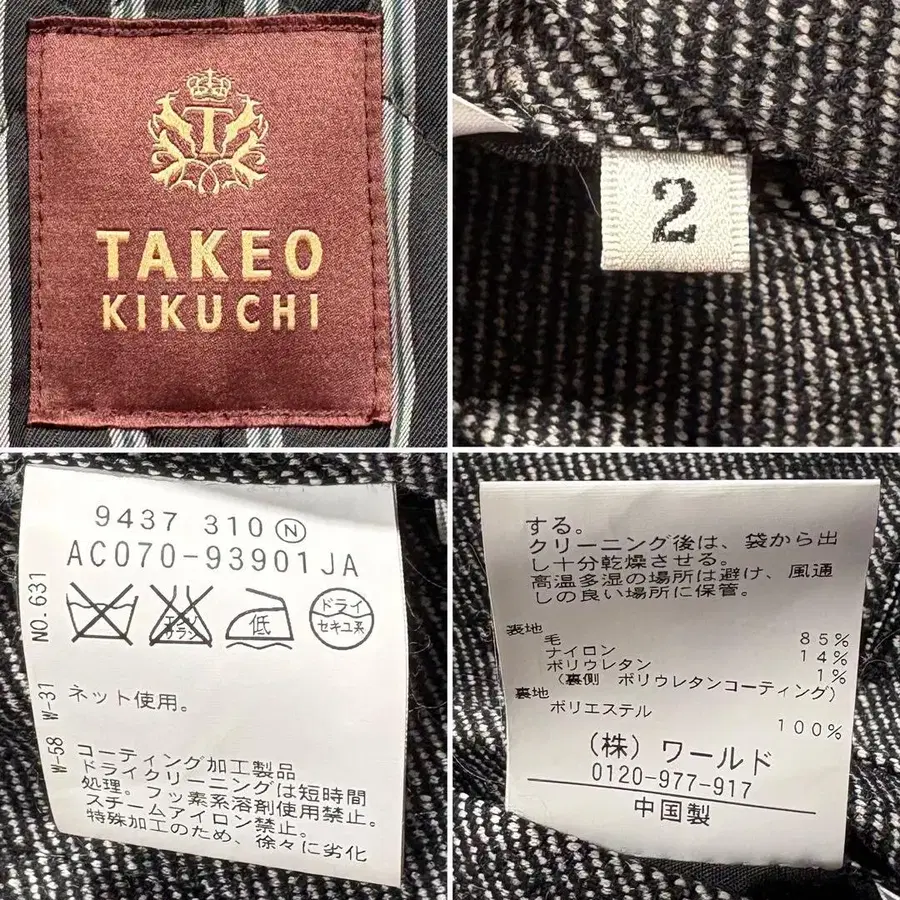 T
TAKEO
KIKUCHI
2
9437 310 Ⓝ
AC070-93901JA
エンソ
サラシ
低
ドライ
セキユ系
NO.631
W-58 W-31
ネット使用。
コーティング加工製品
ドライクリーニングは短時間
処理。フッ素系溶剤使用禁止。
スチームアイロン禁止。
特殊加工のため、徐々に劣化
する。
クリーニング後は、袋から出
し十分乾燥させる。
高温多湿の場所は避け、風通
しの良い場所に保管。
表地
毛 85%
ナイロン 14%
ポリウレタン 1%
(裏側 ポリウレタンコーティング)
裏地
ポリエステル 100%
(株) ワールド
0120-977-917
中国製